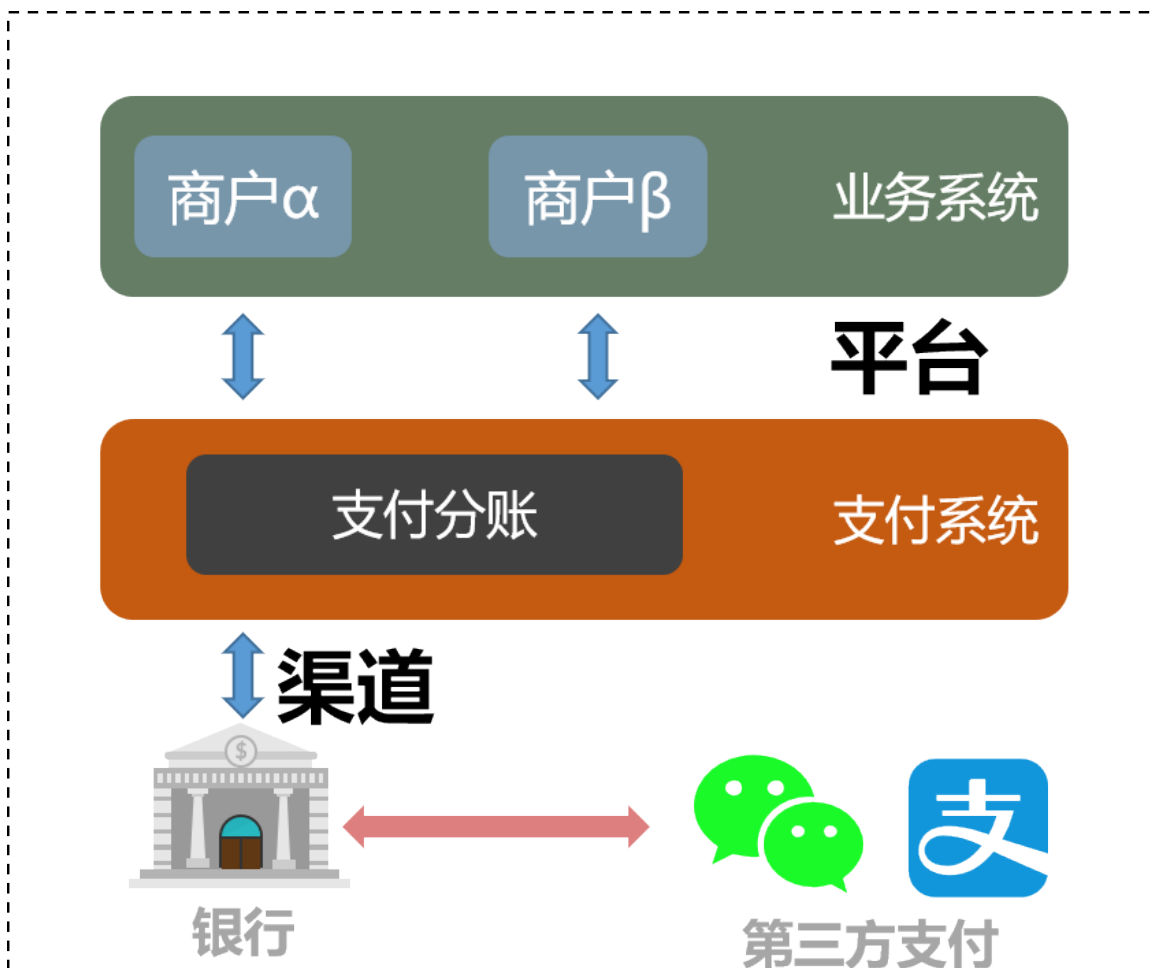 商户α
商户β
业务系统
平台
支付分账
支付系统
渠道
$
支
银行
第三方支付